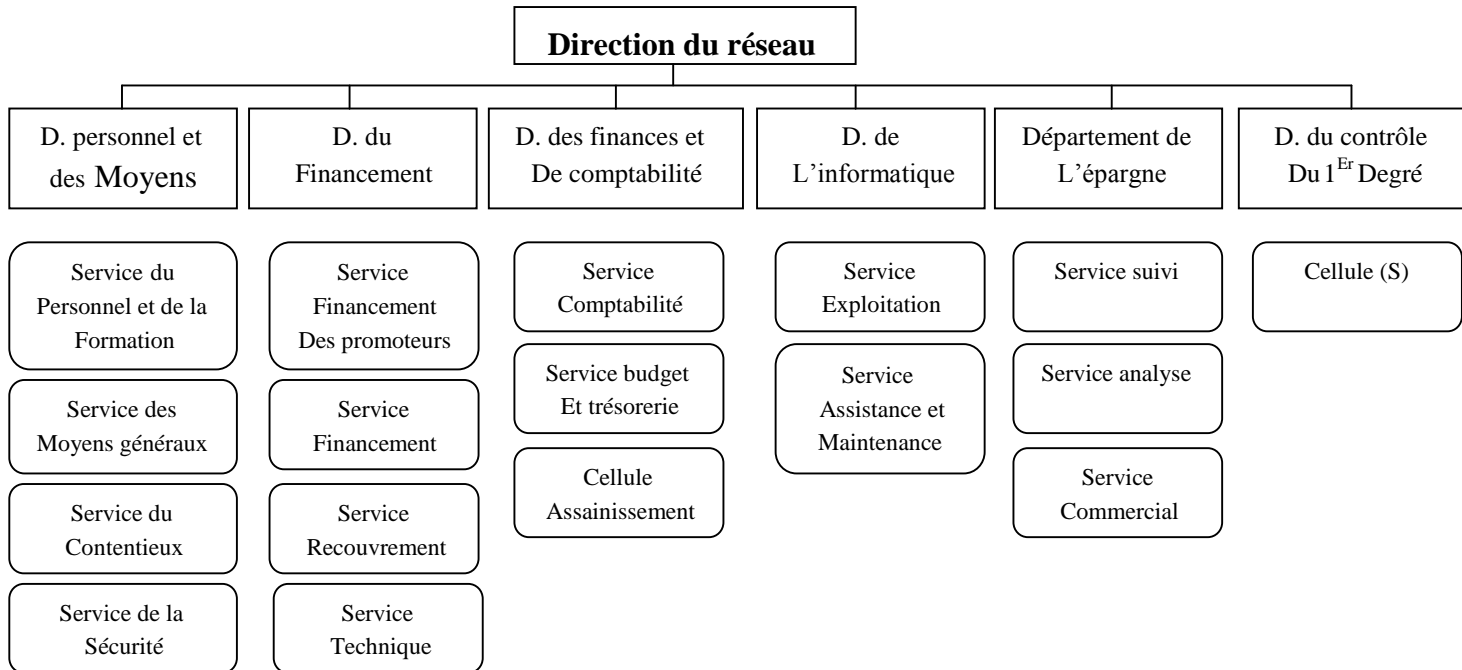 Direction du réseau
D. personnel et
des Moyens
D. du
Financement
D. des finances et
De comptabilité
D. de
L'informatique
Département de
L'épargne
D. du contrôle
Du 1Er Degré
Service du
Personnel et de la
Formation
Service des
Moyens généraux
Service du
Contentieux
Service de la
Sécurité
Service
Financement
Des promoteurs
Service
Financement
Service
Recouvrement
Service
Technique
Service
Comptabilité
Service budget
Et trésorerie
Cellule
Assainissement
Service
Exploitation
Service
Assistance et
Maintenance
Service suivi
Service analyse
Service
Commercial
Cellule (S)